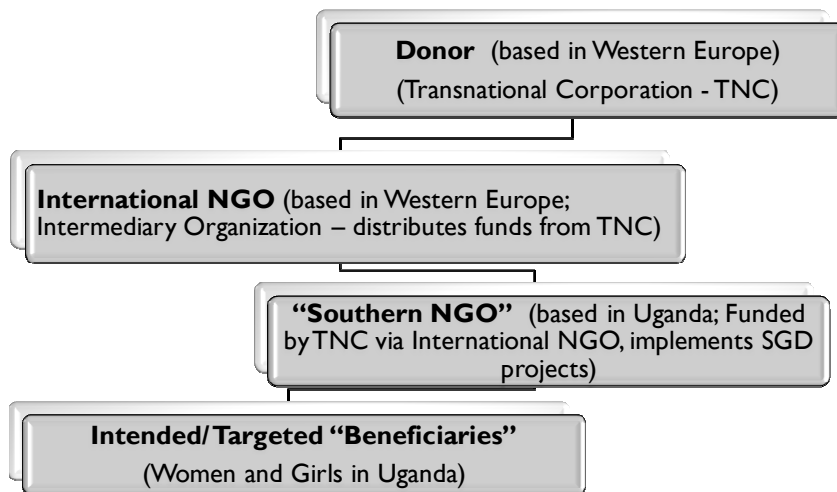 Donor (based in Western Europe)
(Transnational Corporation - TNC)
International NGO (based in Western Europe;
Intermediary Organization – distributes funds from TNC)
“Southern NGO” (based in Uganda; Funded
by TNC via International NGO, implements SGD
projects)
Intended/Targeted “Beneficiaries”
(Women and Girls in Uganda)